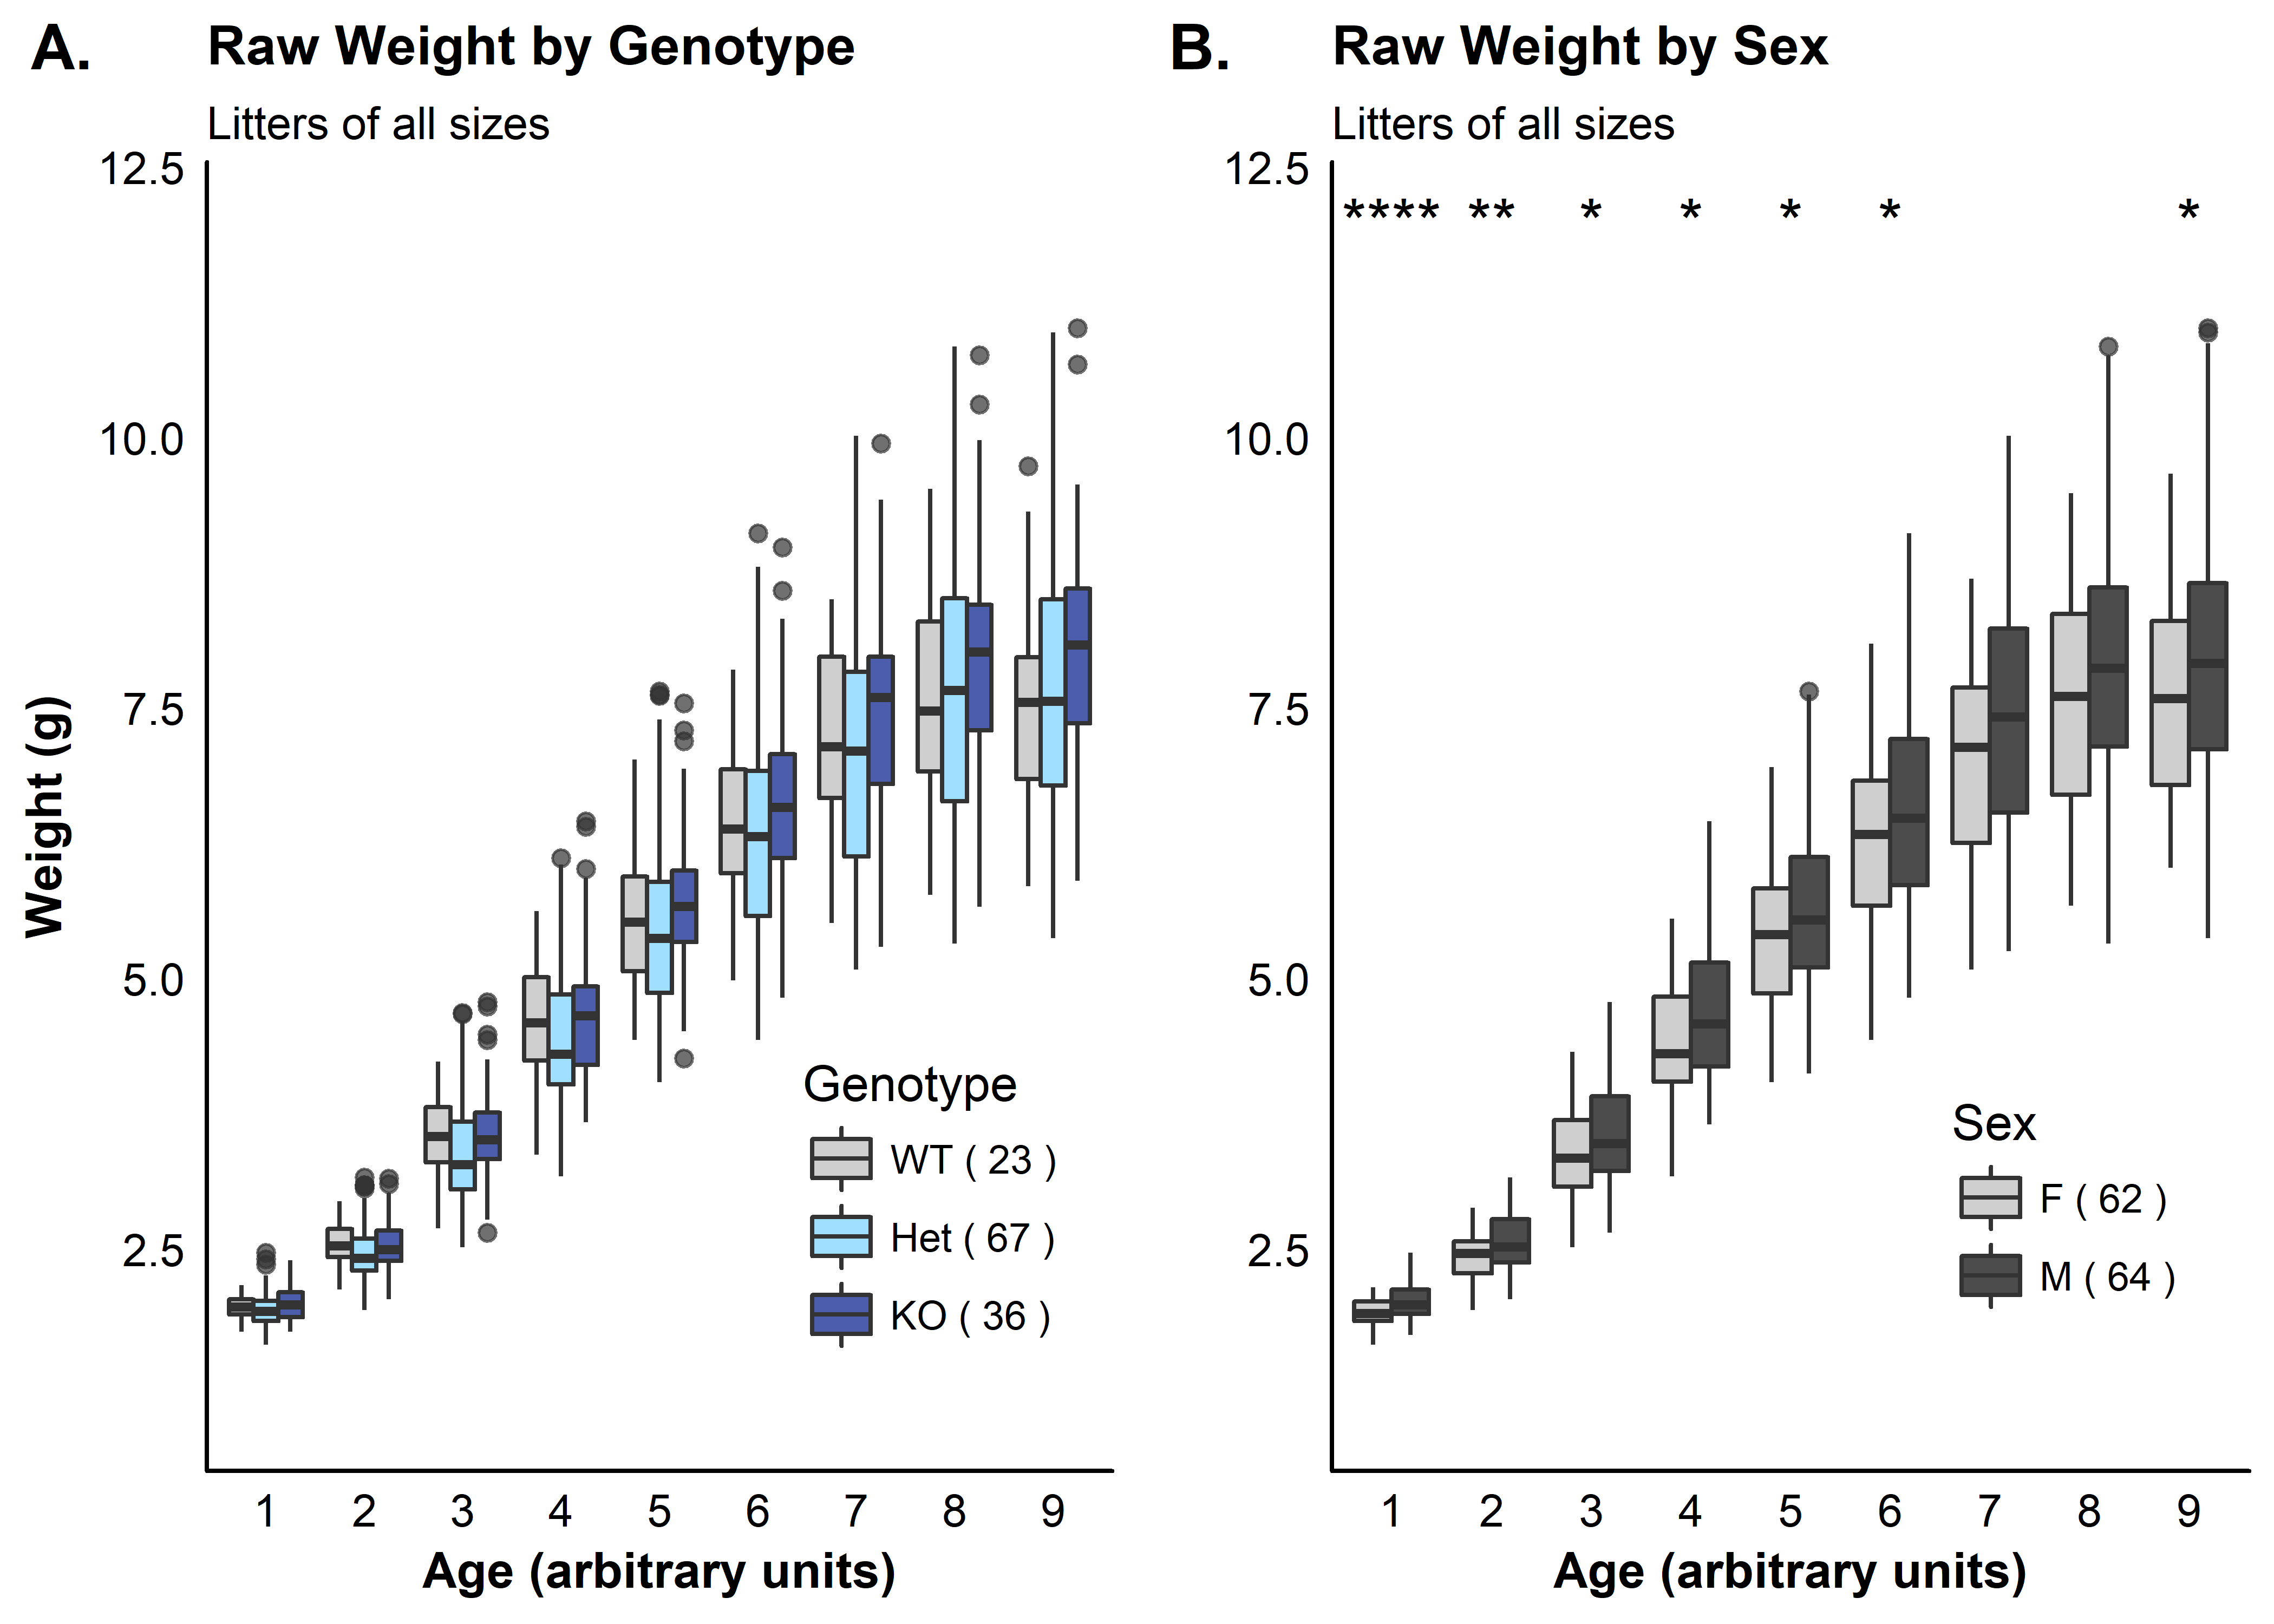 A.
Raw Weight by Genotype
Litters of all sizes
12.5
10.0
7.5
5.0
2.5
Weight (g)
Genotype
WT ( 23 )
Het ( 67 )
KO ( 36 )
1 2 3 4 5 6 7 8 9
Age (arbitrary units)
B.
Raw Weight by Sex
Litters of all sizes
12.5
**** ** * * * * *
10.0
7.5
5.0
2.5
Sex
F ( 62 )
M ( 64 )
1 2 3 4 5 6 7 8 9
Age (arbitrary units)